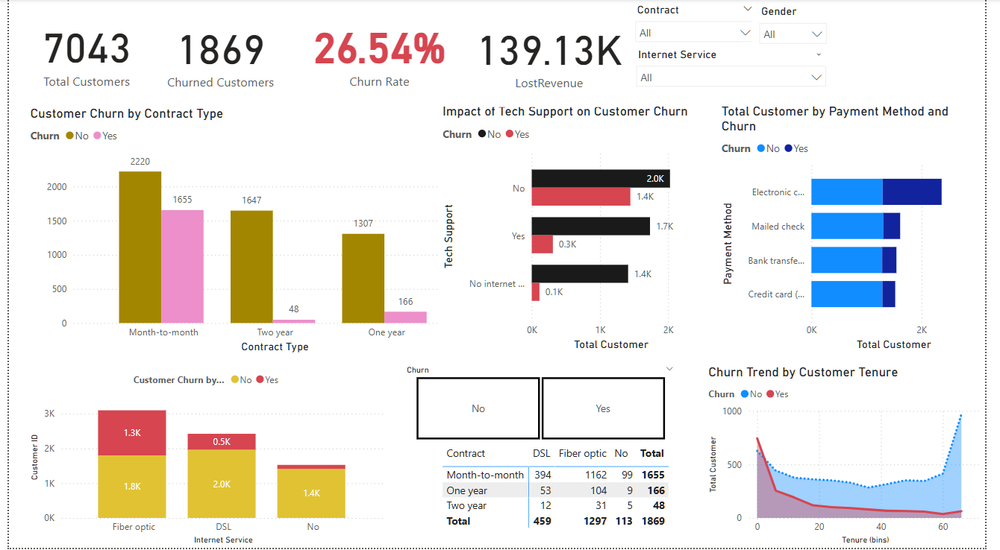 7043
Total Customers
1869
Churned Customers
26.54%
Churn Rate
139.13K
LostRevenue
Contract
All
Gender
All
Internet Service
All
Customer Churn by Contract Type
Churn No Yes
2220
1655
1647
48
1307
166
2000
1500
1000
500
0
Month-to-month Two year One year
Contract Type
Impact of Tech Support on Customer Churn
Churn No Yes
Tech Support
No
2.0K
1.4K
Yes
1.7K
0.3K
No internet ...
1.4K
0.1K
0K 1K 2K
Total Customer
Total Customer by Payment Method and
Churn
Churn No Yes
Payment Method
Electronic c...
Mailed check
Bank transfe...
Credit card (...
0K 2K
Total Customer
Customer Churn by... No Yes
Customer ID
3K
2K
1K
0K
1.3K
1.8K
0.5K
2.0K
1.4K
Fiber optic DSL No
Internet Service
Churn
No Yes
Contract DSL Fiber optic No Total
Month-to-month 394 1162 99 1655
One year 53 104 9 166
Two year 12 31 5 48
Total 459 1297 113 1869
Churn Trend by Customer Tenure
Churn No Yes
Total Customer
1000
500
0
0 20 40 60
Tenure (bins)